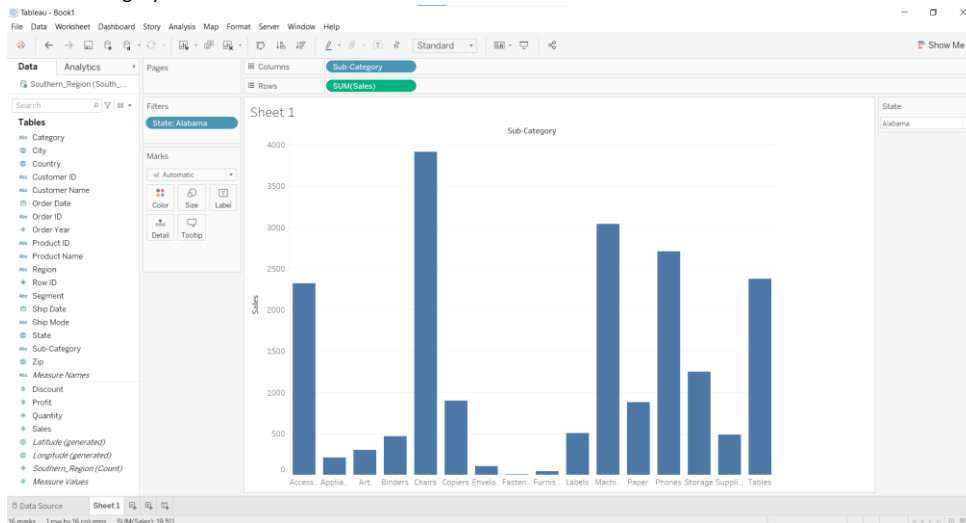 Tableau - Book1
File Data Worksheet Dashboard Story Analysis Map Format Server Window Help
Standard
Show Me
Data Analytics
Pages
Columns Sub-Category
Southern_Region (South_...
Rows SUM(Sales)
Search
Filters
State: Alabama
Sheet 1
State
Alabama
Tables
Category
City
Country
Customer ID
Customer Name
Order Date
Order ID
Order Year
Product ID
Product Name
Region
Row ID
Segment
Ship Date
Ship Mode
State
Sub-Category
Zip
Measure Names
Discount
Profit
Quantity
Sales
Latitude (generated)
Longitude (generated)
Southern_Region (Count)
Measure Values
Marks
Automatic
Color Size Label
Detail Tooltip
Sub-Category
4000
3500
3000
2500
2000
1500
1000
500
0
Sales
Access.. Applia.. Art Binders Chairs Copiers Envelo.. Fasten.. Furnis.. Labels Machi.. Paper Phones Storage Suppli.. Tables
Data Source Sheet 1
16 marks 1 row by 16 columns SUM(Sales): 19,511